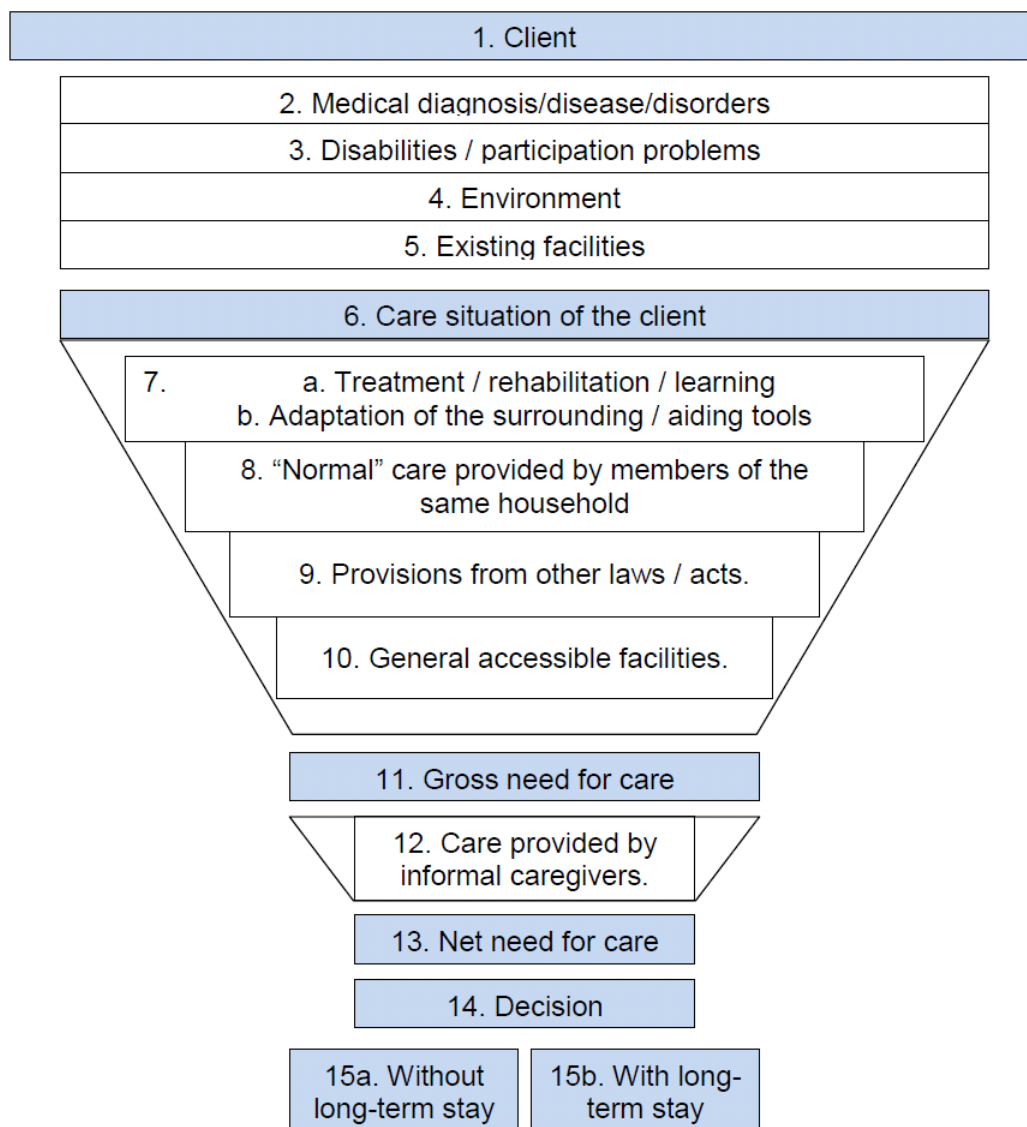 1. Client
2. Medical diagnosis/disease/disorders
3. Disabilities / participation problems
4. Environment
5. Existing facilities
6. Care situation of the client
7. a. Treatment / rehabilitation / learning
b. Adaptation of the surrounding / aiding tools
8. “Normal” care provided by members of the
same household
9. Provisions from other laws / acts.
10. General accessible facilities.
11. Gross need for care
12. Care provided by
informal caregivers.
13. Net need for care
14. Decision
15a. Without
long-term stay
15b. With long-
term stay